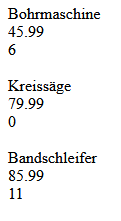 Bohrmaschine
45.99
6
Kreissäge
79.99
0
Bandschleifer
85.99
11